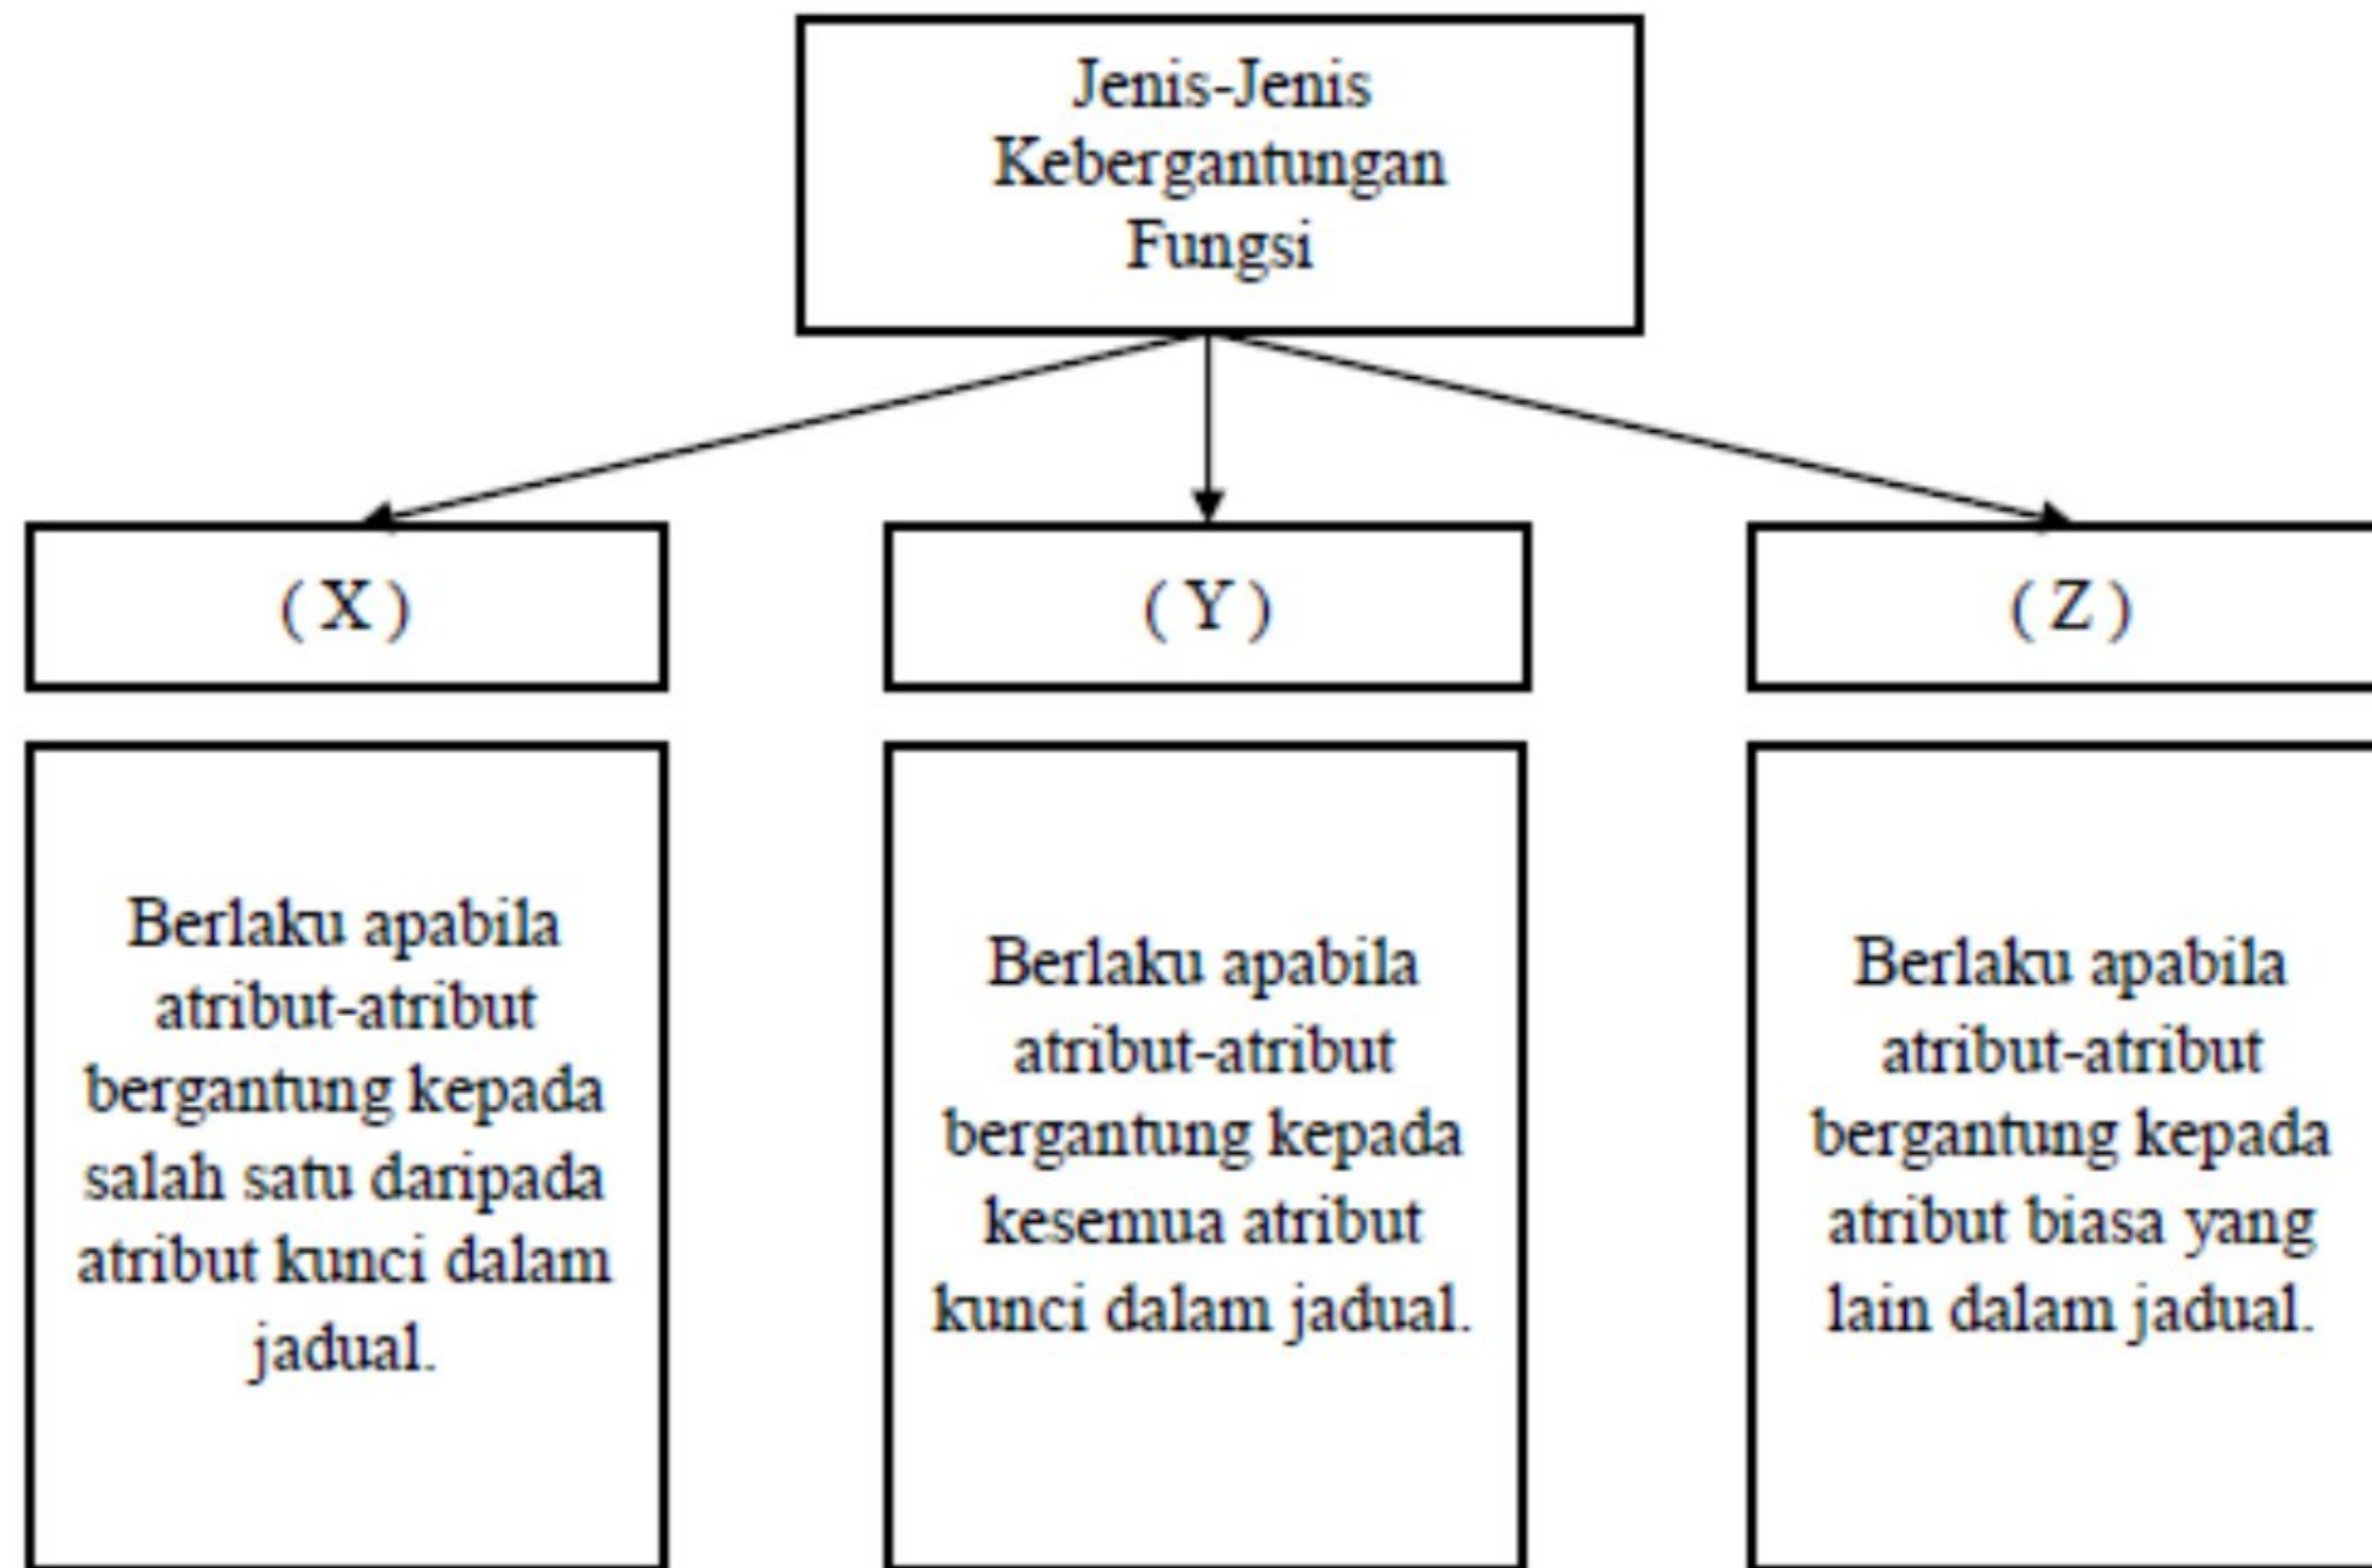 Jenis-Jenis
Kebergantungan
Fungsi
( X )
( Y )
( Z )
Berlaku apabila
atribut-atribut
bergantung kepada
salah satu daripada
atribut kunci dalam
jadual.
Berlaku apabila
atribut-atribut
bergantung kepada
kesemua atribut
kunci dalam jadual.
Berlaku apabila
atribut-atribut
bergantung kepada
atribut biasa yang
lain dalam jadual.